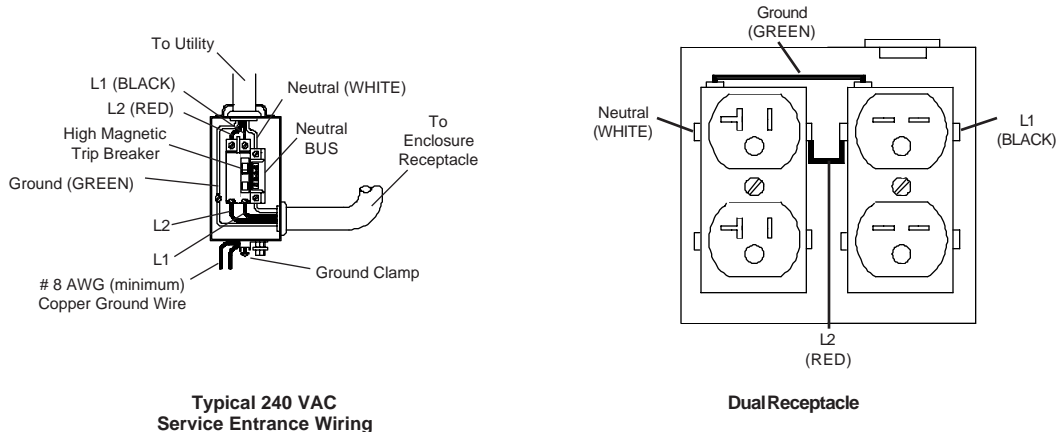 To Utility
L1 (BLACK)
L2 (RED)
High Magnetic
Trip Breaker
Ground (GREEN)
L2
L1
# 8 AWG (minimum)
Copper Ground Wire
Neutral (WHITE)
Neutral
BUS
To
Enclosure
Receptacle
Ground Clamp
Typical 240 VAC
Service Entrance Wiring
Ground
(GREEN)
Neutral
(WHITE)
L1
(BLACK)
L2
(RED)
Dual Receptacle